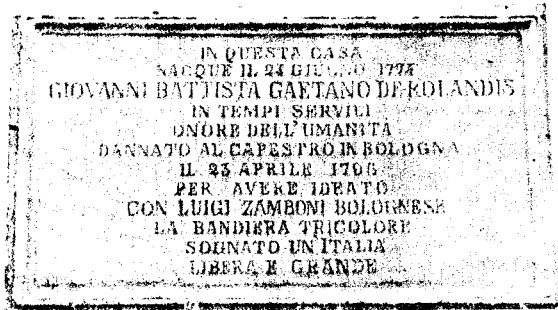 IN QUESTA CASA
NACQUE IL 24 GIUGNO 1774
GIOVANNI BATTISTA GAETANO DE ROLANDIS
IN TEMPI SERVILI
ONORE DELL'UMANITA
DANNATO AL CAPESTRO IN BOLOGNA
IL 23 APRILE 1796
PER AVERE IDEATO
CON LUIGI ZAMBONI BOLOGNESE
LA BANDIERA TRICOLORE
SOGNATO UN ITALIA
LIBERA E GRANDE